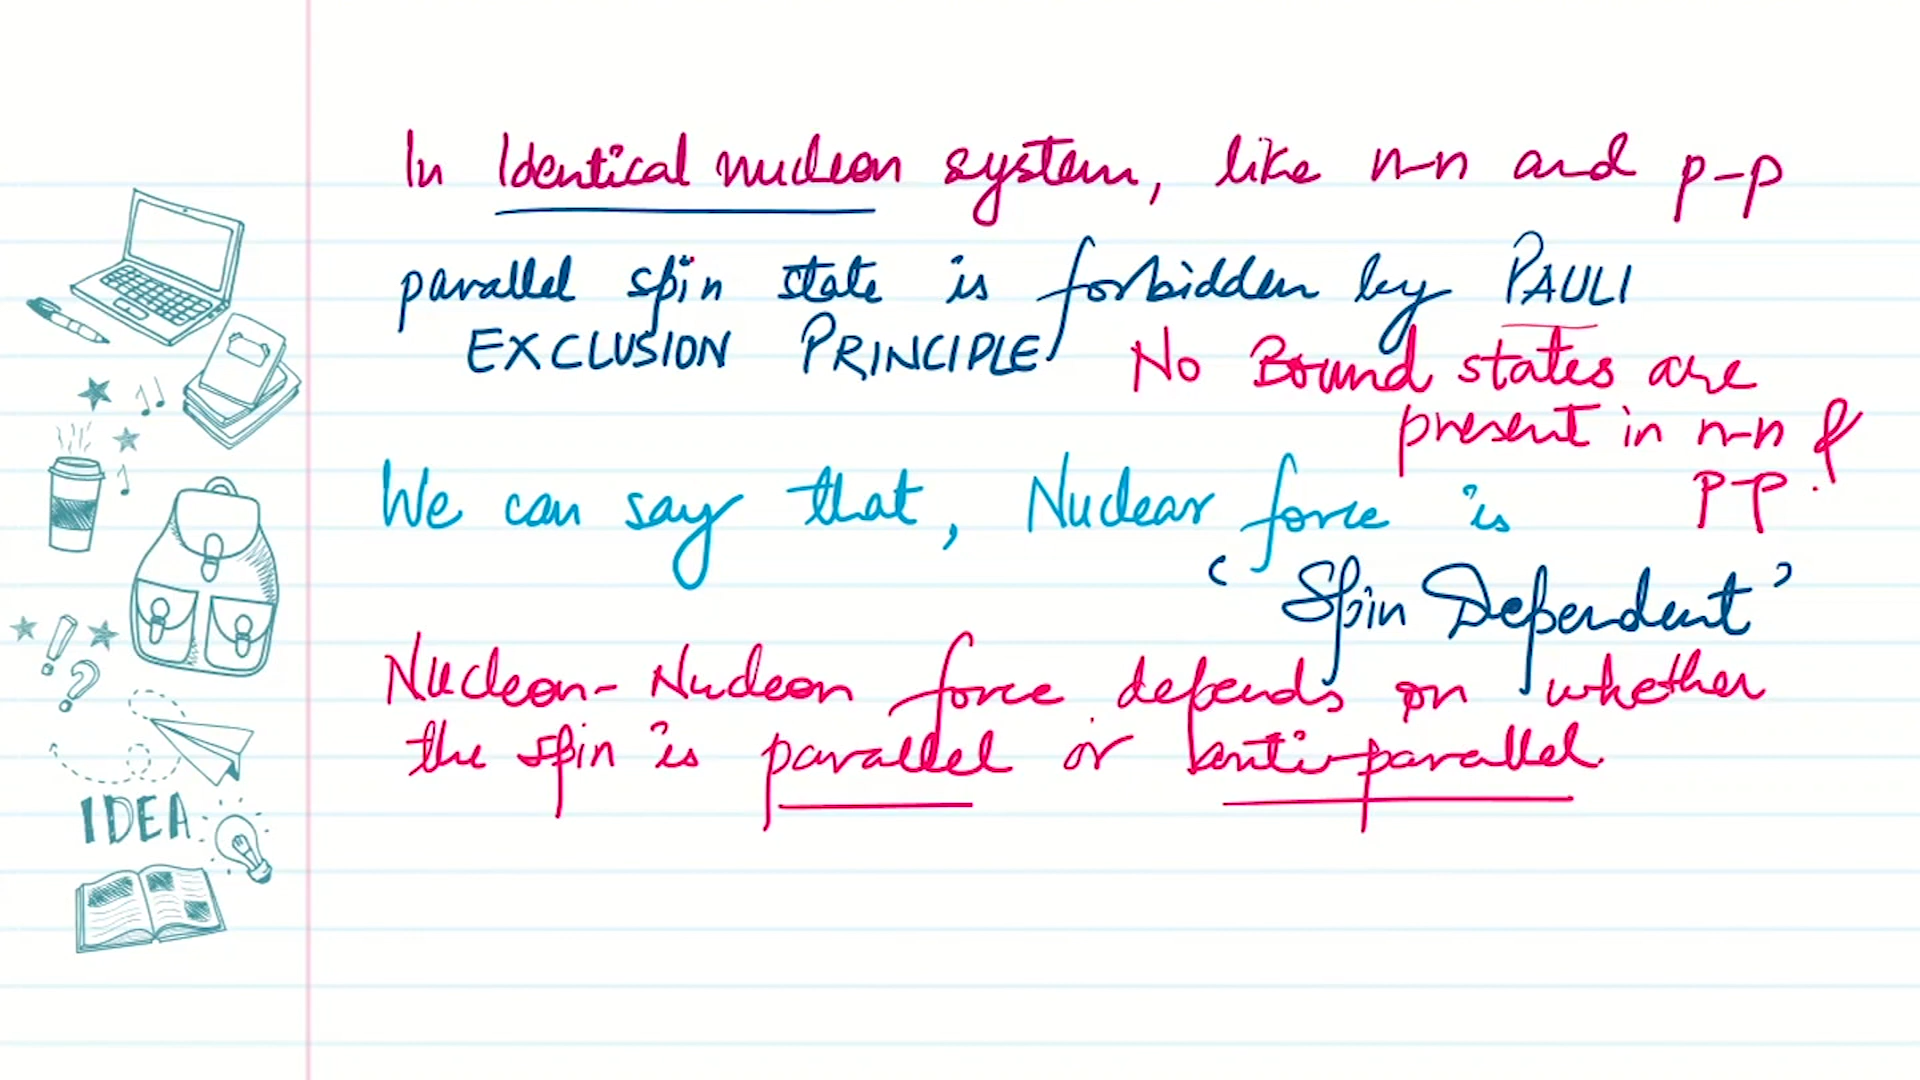 In Identical nucleon system, like n-n and p-p
parallel spin state is forbidden by PAULI
EXCLUSION PRINCIPLE
No Bound states are
present in n-n &
P-P.
We can say that, Nuclear force is
'Spin Dependent'
Nucleon-Nucleon force depends on whether
the spin is parallel or anti-parallel.
IDEA